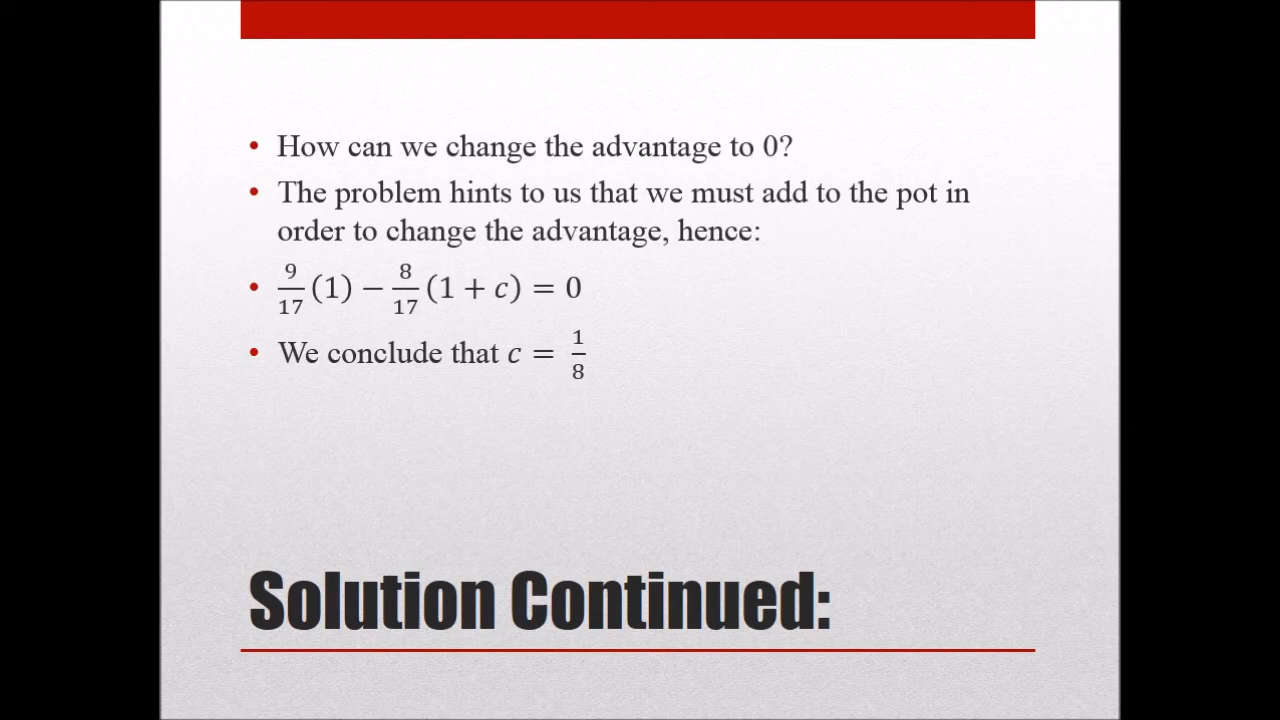 • How can we change the advantage to 0?
• The problem hints to us that we must add to the pot in
order to change the advantage, hence:
• 9/17 (1) − 8/17 (1 + c) = 0
• We conclude that c = 1/8
Solution Continued: